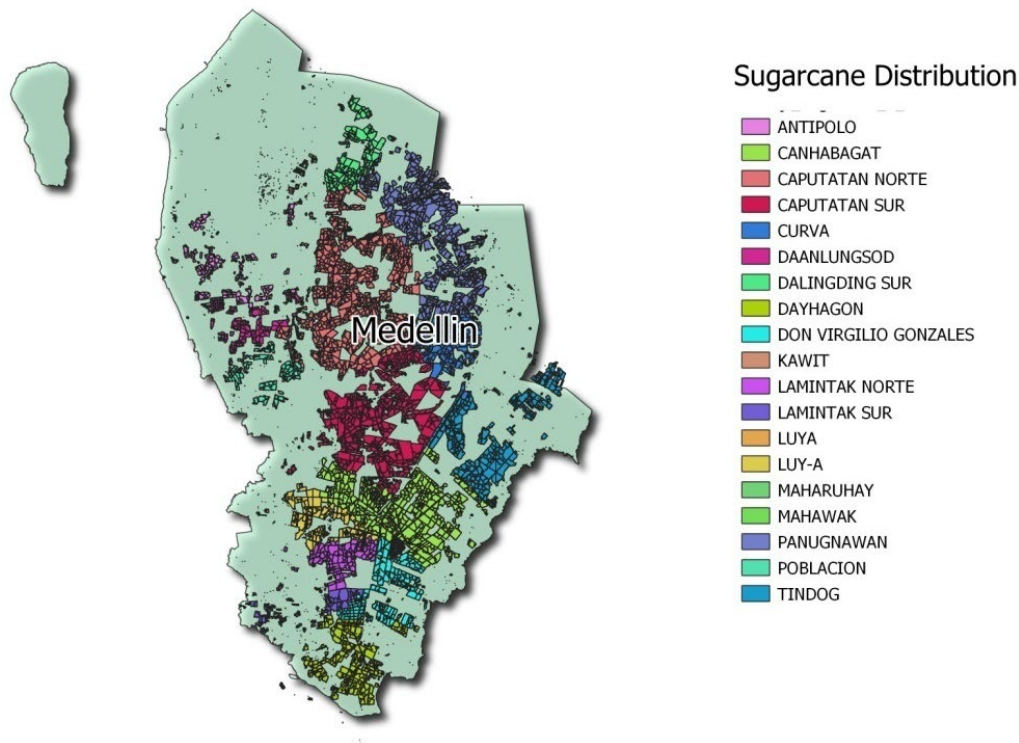 Medellin
Sugarcane Distribution
ANTIPOLO
CANHABAGAT
CAPUTATAN NORTE
CAPUTATAN SUR
CURVA
DAANLUNGSOD
DALINGDING SUR
DAYHAGON
DON VIRGILIO GONZALES
KAWIT
LAMINTAK NORTE
LAMINTAK SUR
LUYA
LUY-A
MAHARUHAY
MAHAWAK
PANUGNAWAN
POBLACION
TINDOG